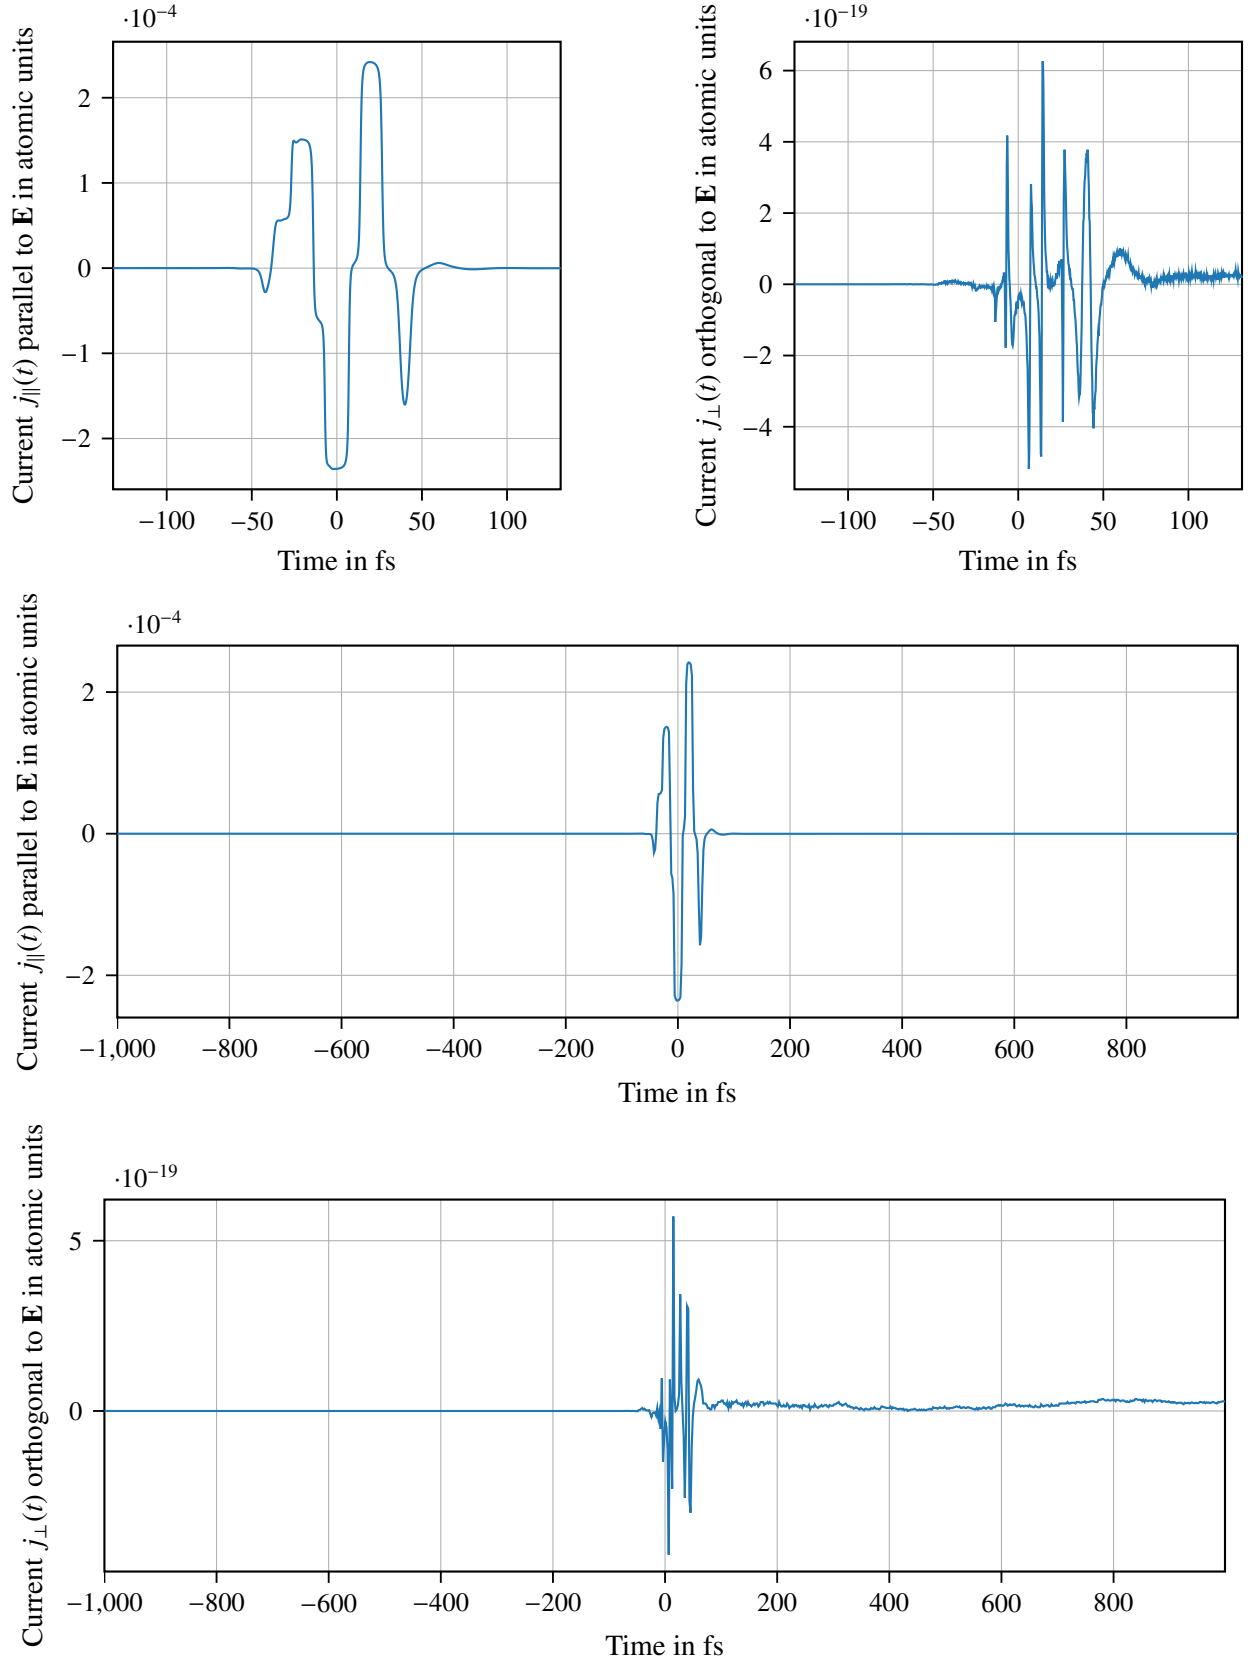 ·10⁻⁴
Current j∥(t) parallel to E in atomic units
2
1
0
−1
−2
−100 −50 0 50 100
Time in fs
·10⁻¹⁹
Current j⊥(t) orthogonal to E in atomic units
6
4
2
0
−2
−4
−100 −50 0 50 100
Time in fs
·10⁻⁴
Current j∥(t) parallel to E in atomic units
2
0
−2
−1,000 −800 −600 −400 −200 0 200 400 600 800
Time in fs
·10⁻¹⁹
Current j⊥(t) orthogonal to E in atomic units
5
0
−1,000 −800 −600 −400 −200 0 200 400 600 800
Time in fs